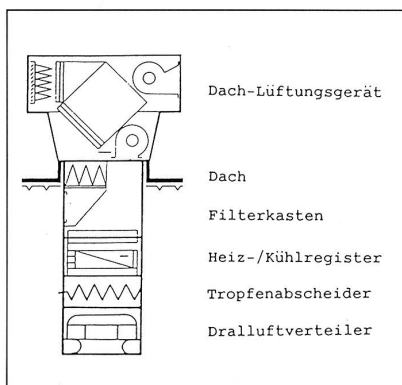 Dach-Lüftungsgerät
Dach
Filterkasten
Heiz-/Kühlregister
Tropfenabscheider
Dralluftverteiler